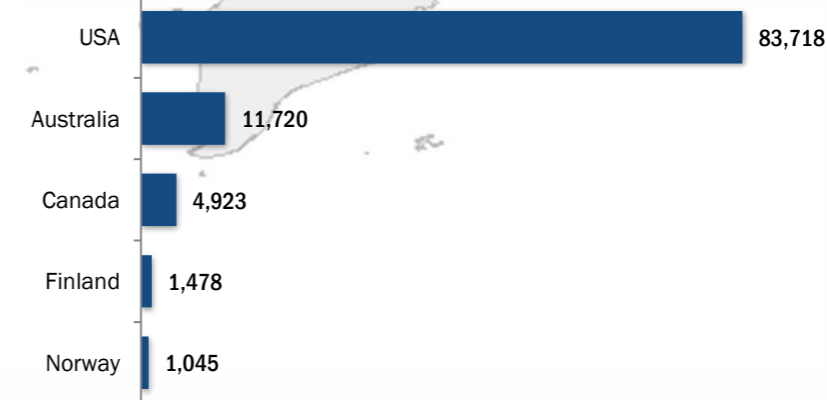 USA 83,718
Australia 11,720
Canada 4,923
Finland 1,478
Norway 1,045